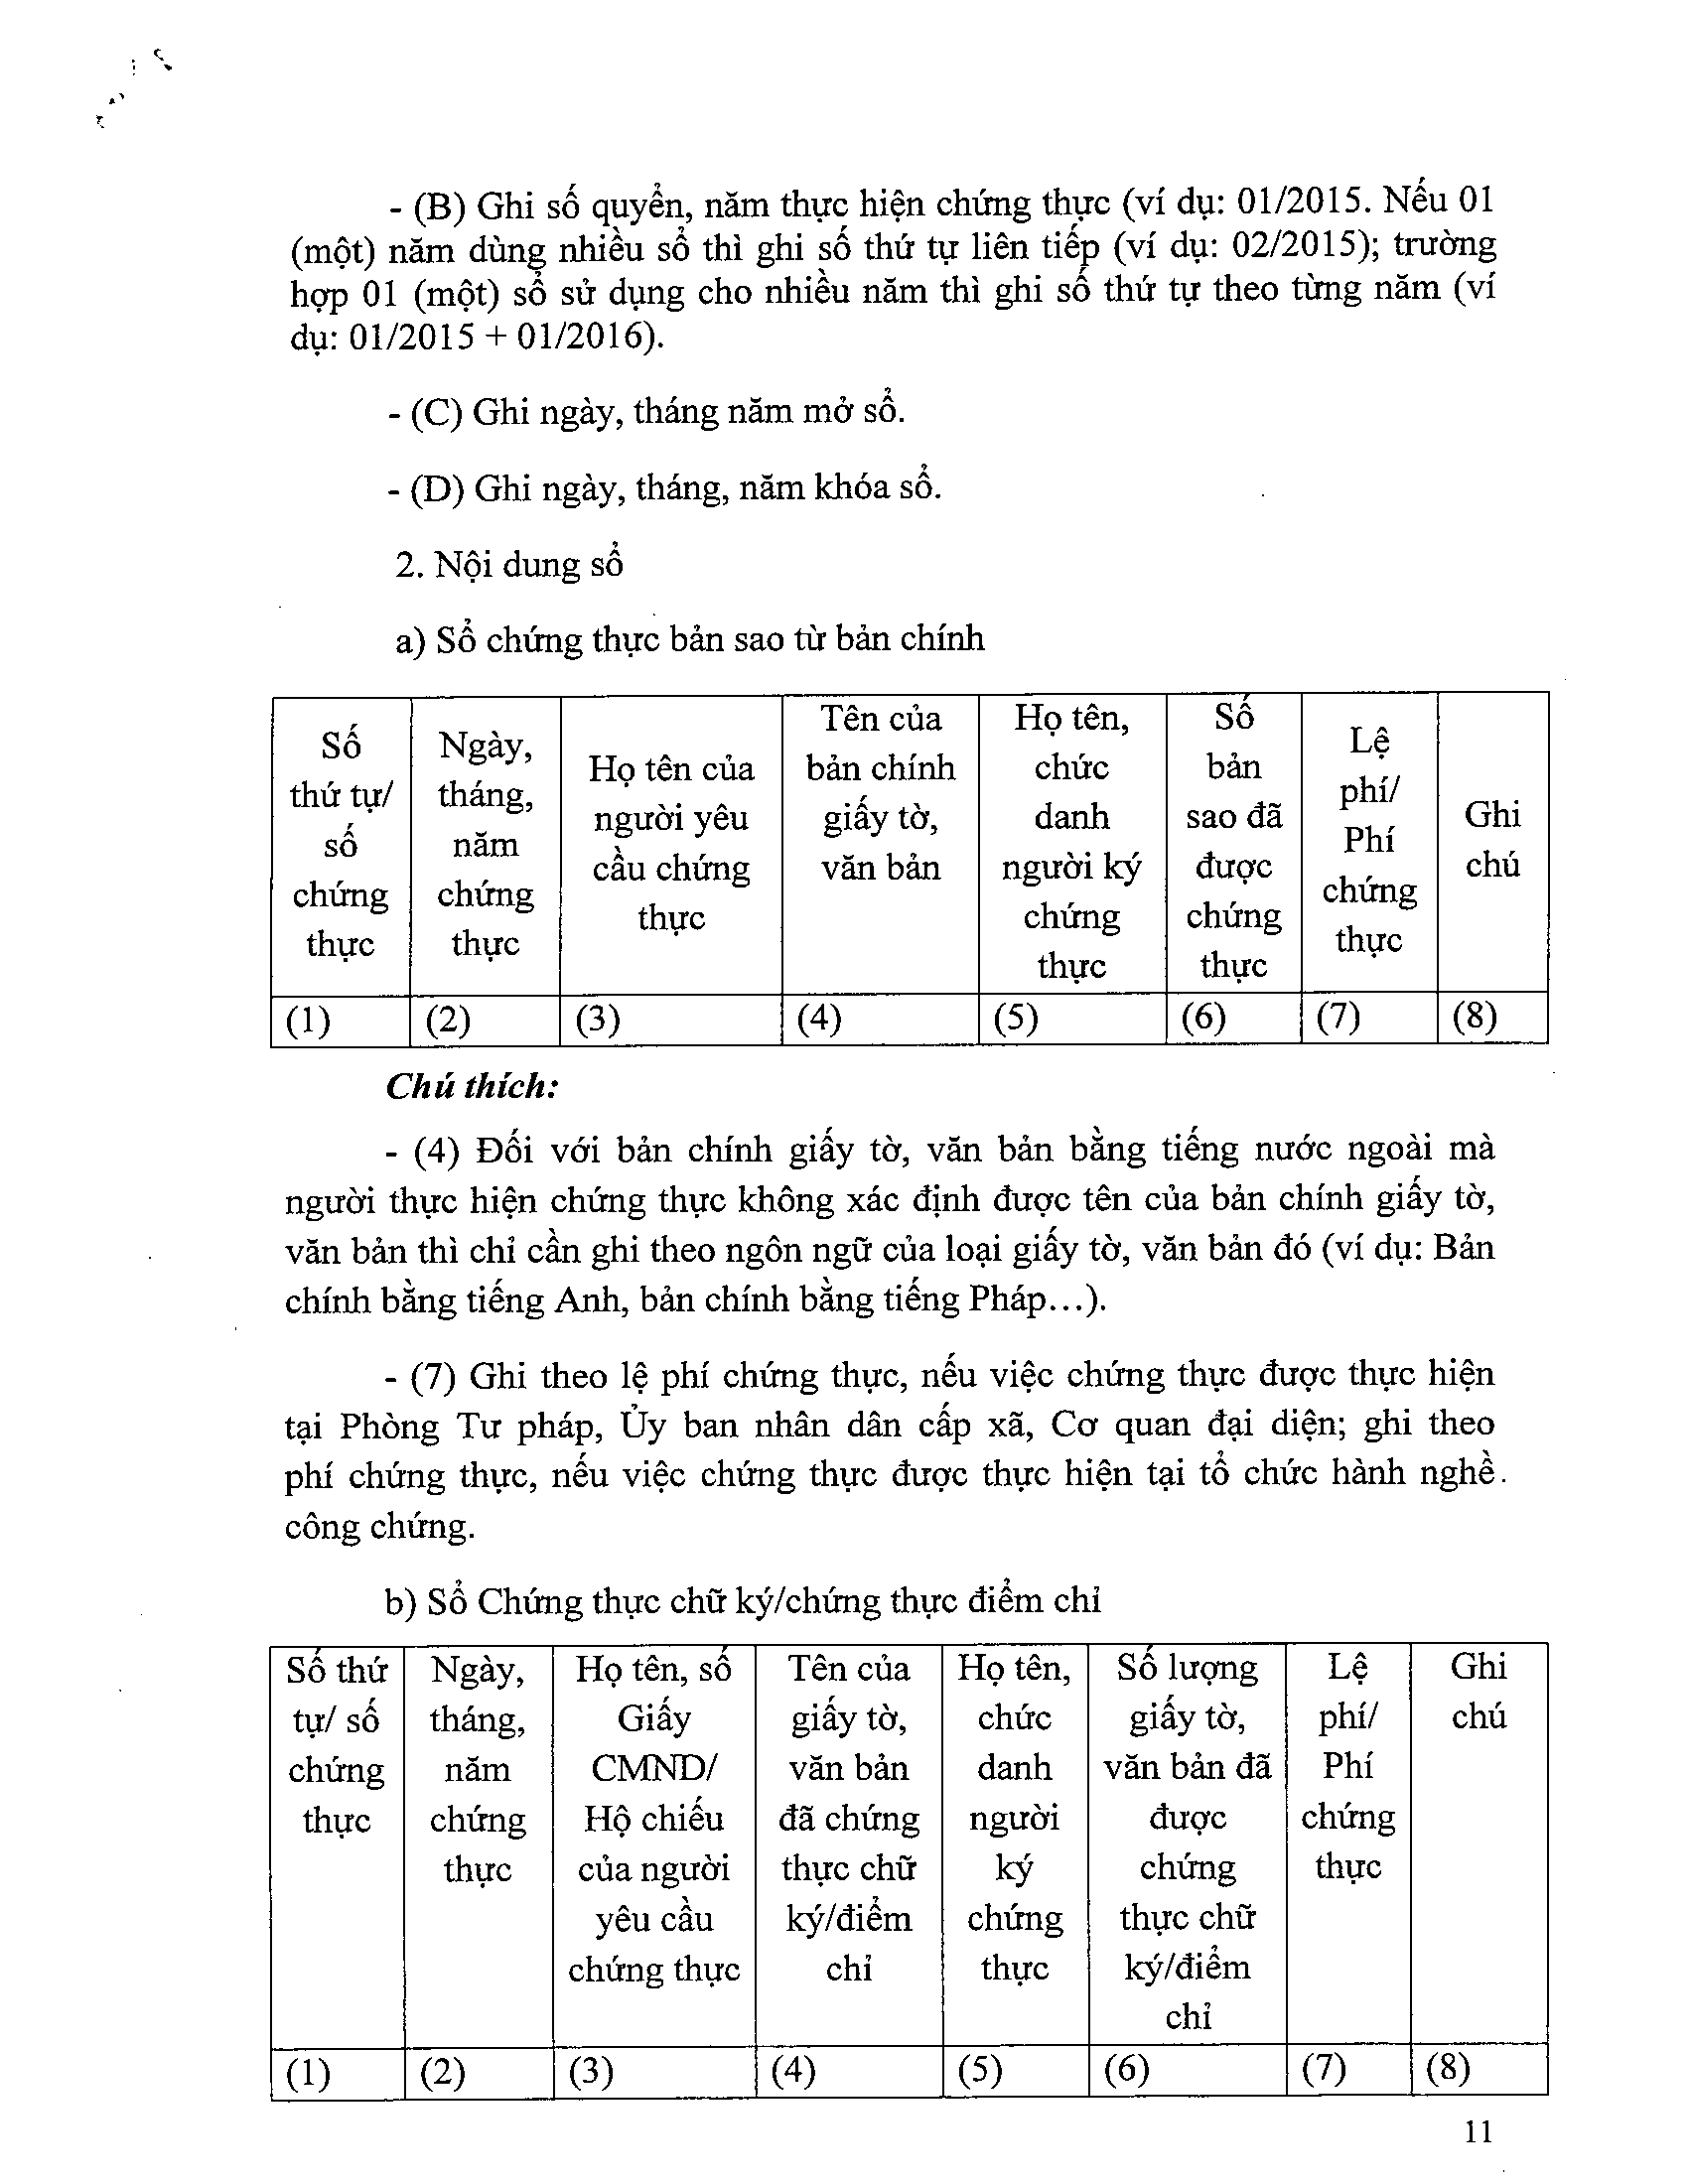 - (B) Ghi số quyển, năm thực hiện chứng thực (ví dụ: 01/2015. Nếu 01
(một) năm dùng nhiều sổ thì ghi số thứ tự liên tiếp (ví dụ: 02/2015); trường
hợp 01 (một) sổ sử dụng cho nhiều năm thì ghi số thứ tự theo từng năm (ví
dụ: 01/2015 + 01/2016).
- (C) Ghi ngày, tháng năm mở sổ.
- (D) Ghi ngày, tháng, năm khóa sổ.
2. Nội dung sổ
a) Sổ chứng thực bản sao từ bản chính
Số
thứ tự/
số
chứng
thực
Ngày,
tháng,
năm
chứng
thực
Họ tên của
người yêu
cầu chứng
thực
Tên của
bản chính
giấy tờ,
văn bản
Họ tên,
chức
danh
người ký
chứng
thực
Số
bản
sao đã
được
chứng
thực
Lệ
phí/
Phí
chứng
thực
Ghi
chú
(1) (2) (3) (4) (5) (6) (7) (8)
Chú thích:
- (4) Đối với bản chính giấy tờ, văn bản bằng tiếng nước ngoài mà
người thực hiện chứng thực không xác định được tên của bản chính giấy tờ,
văn bản thì chỉ cần ghi theo ngôn ngữ của loại giấy tờ, văn bản đó (ví dụ: Bản
chính bằng tiếng Anh, bản chính bằng tiếng Pháp...).
- (7) Ghi theo lệ phí chứng thực, nếu việc chứng thực được thực hiện
tại Phòng Tư pháp, Ủy ban nhân dân cấp xã, Cơ quan đại diện; ghi theo
phí chứng thực, nếu việc chứng thực được thực hiện tại tổ chức hành nghề
công chứng.
b) Sổ Chứng thực chữ ký/chứng thực điểm chỉ
Số thứ
tự/ số
chứng
thực
Ngày,
tháng,
năm
chứng
thực
Họ tên, số
Giấy
CMND/
Hộ chiếu
của người
yêu cầu
chứng thực
Tên của
giấy tờ,
văn bản
đã chứng
thực chữ
ký/điểm
chỉ
Họ tên,
chức
danh
người
ký
chứng
thực
Số lượng
giấy tờ,
văn bản đã
được
chứng
thực chữ
ký/điểm
chỉ
Lệ
phí/
Phí
chứng
thực
Ghi
chú
(1) (2) (3) (4) (5) (6) (7) (8)
11